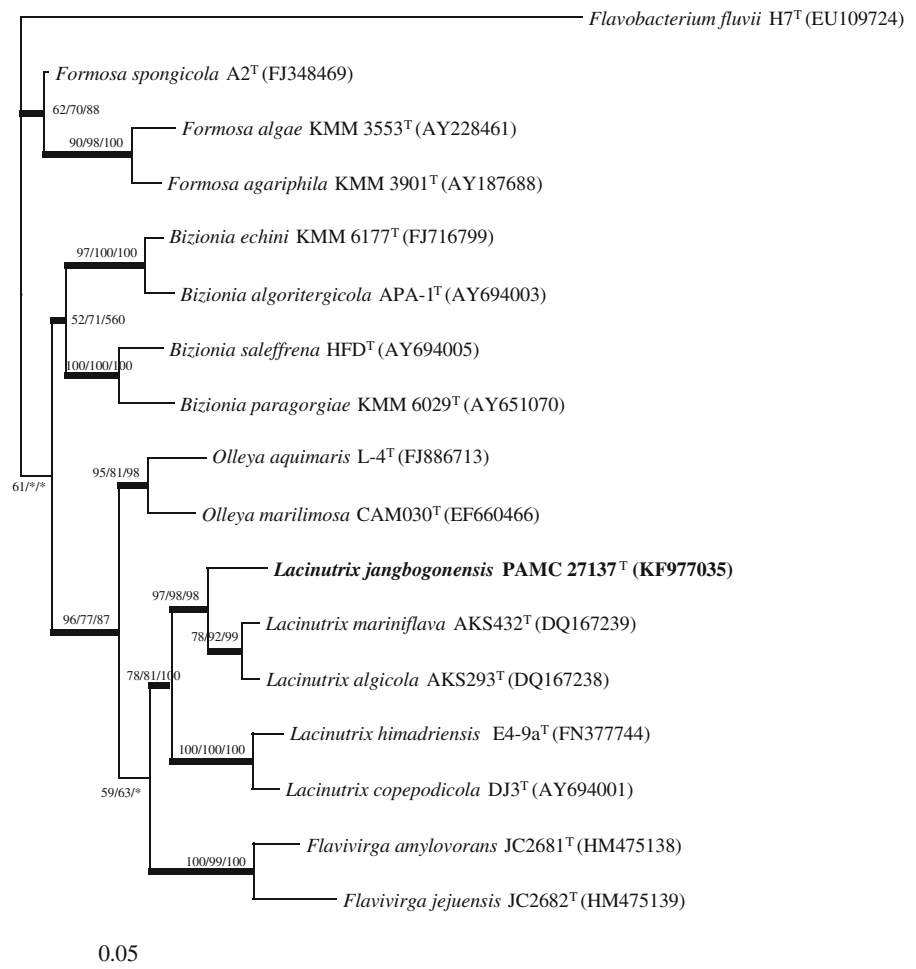 Flavobacterium fluvii H7T (EU109724)
Formosa spongicola A2T (FJ348469)
62/70/88
Formosa algae KMM 3553T (AY228461)
90/98/100
Formosa agariphila KMM 3901T (AY187688)
Bizionia echini KMM 6177T (FJ716799)
97/100/100
Bizionia algoritergicola APA-1T (AY694003)
52/71/560
Bizionia saleffrena HFDT (AY694005)
100/100/100
Bizionia paragorgiae KMM 6029T (AY651070)
Olleya aquimaris L-4T (FJ886713)
95/81/98
61/*/*
Olleya marilimosa CAM030T (EF660466)
Lacinutrix jangbogonensis PAMC 27137T (KF977035)
97/98/98
Lacinutrix mariniflava AKS432T (DQ167239)
96/77/87
78/92/99
78/81/100
Lacinutrix algicola AKS293T (DQ167238)
Lacinutrix himadriensis E4-9aT (FN377744)
100/100/100
Lacinutrix copepodicola DJ3T (AY694001)
59/63/*
Flavivirga amylovorans JC2681T (HM475138)
100/99/100
Flavivirga jejuensis JC2682T (HM475139)
0.05